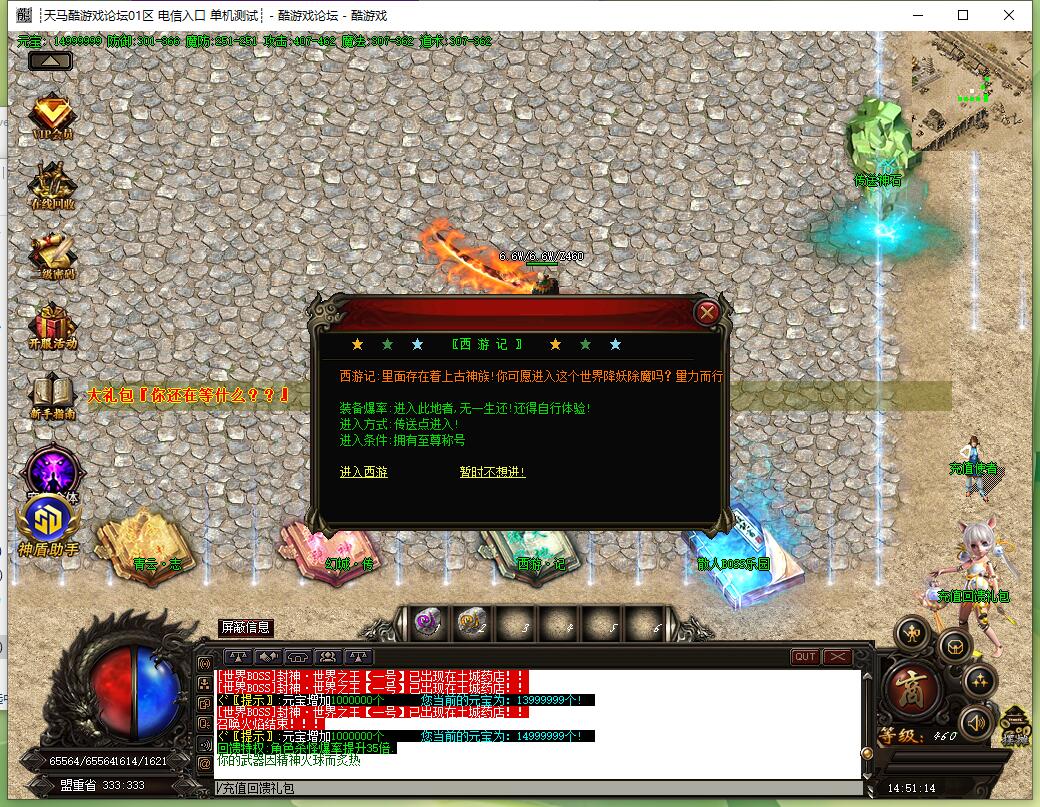 天马酷游戏论坛01区 电信入口 单机测试 - 酷游戏论坛 - 酷游戏
元宝: 14999999 防御:301-366 魔防:251-251 攻击:407-462 魔法:307-362 道术:307-362
VIP会员
在线回收
二级密码
开服活动
新手指南
神盾助手
大礼包『你还在等什么？？』
传送神石
6.6W/6.6W/Z460
〖西 游 记 〗
西游记:里面存在着上古神族!你可愿进入这个世界降妖除魔吗? 量力而行
装备爆率:进入此地者,无一生还!还得自行体验!
进入方式:传送点进入!
进入条件:拥有至尊称号
进入西游 暂时不想进!
充值使者
青云·志
幻城·传
西游·记
散人BOSS乐园
充值回馈礼包
屏蔽信息
1 2 3 4 5 6
QUT
[世界BOSS]封神·世界之王【一号】已出现在土城药店！！
[世界BOSS]封神·世界之王【一号】已出现在土城药店！！
〖提示〗:元宝增加1000000个 您当前的元宝为：13999999个！
[世界BOSS]封神·世界之王【一号】已出现在土城药店！！
召唤火焰结束！！！
〖提示〗:元宝增加1000000个 您当前的元宝为：14999999个！
回馈特权:角色杀怪爆率提升35倍.
你的武器因精神火球而炙热
/充值回馈礼包
商
等级: 460
摆摊
65564/655641614/1621
盟重省 333:333
14:51:14